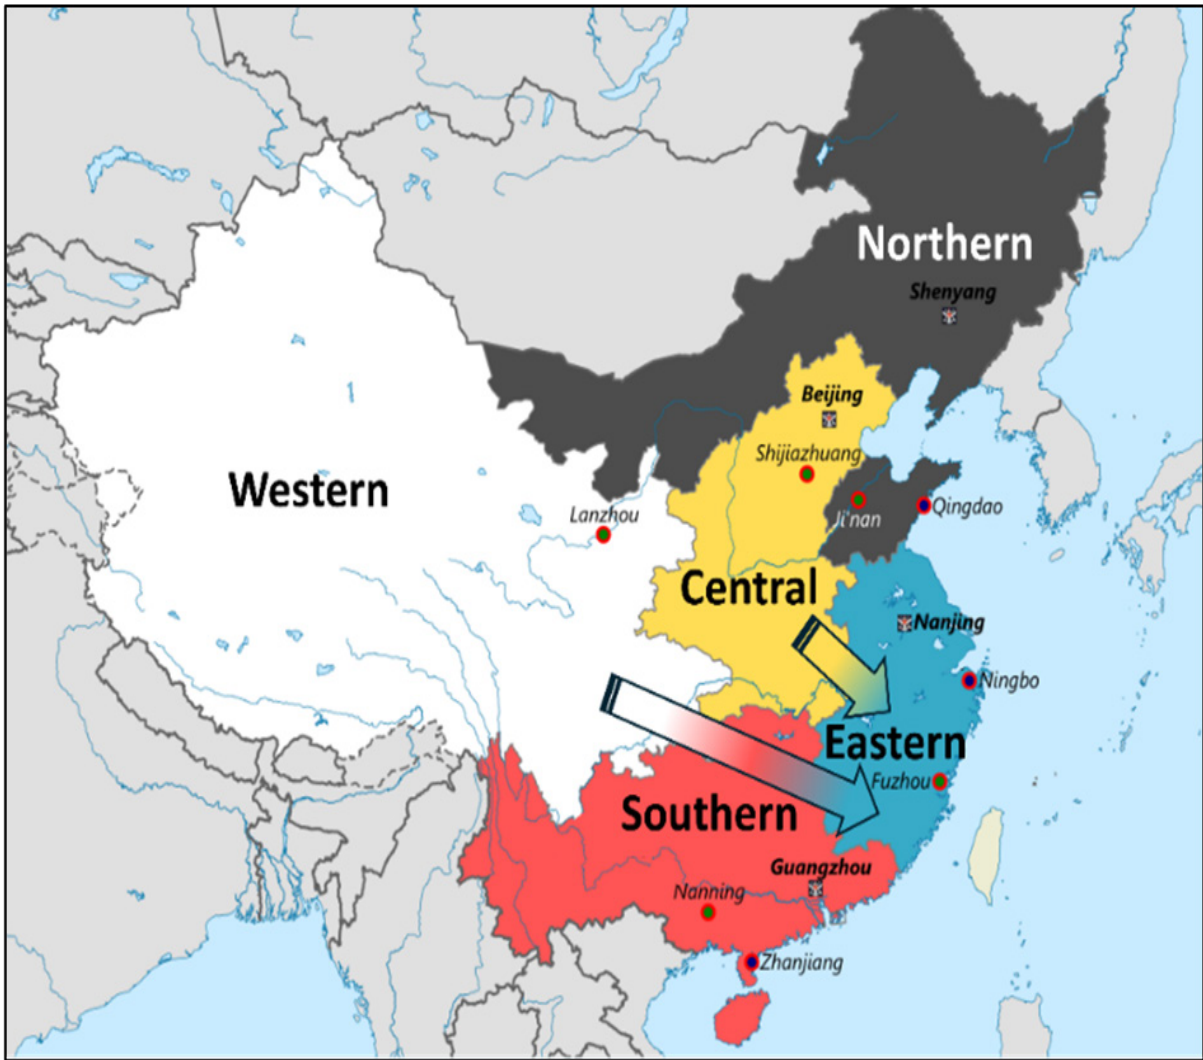 Northern
Shenyang
Beijing
Shijiazhuang
Western
Lanzhou
Ji'nan
Qingdao
Central
Nanjing
Ningbo
Eastern
Fuzhou
Southern
Guangzhou
Nanning
Zhanjiang